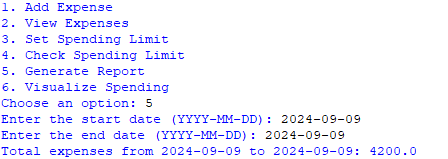 1. Add Expense
2. View Expenses
3. Set Spending Limit
4. Check Spending Limit
5. Generate Report
6. Visualize Spending
Choose an option: 5
Enter the start date (YYYY-MM-DD): 2024-09-09
Enter the end date (YYYY-MM-DD): 2024-09-09
Total expenses from 2024-09-09 to 2024-09-09: 4200.0